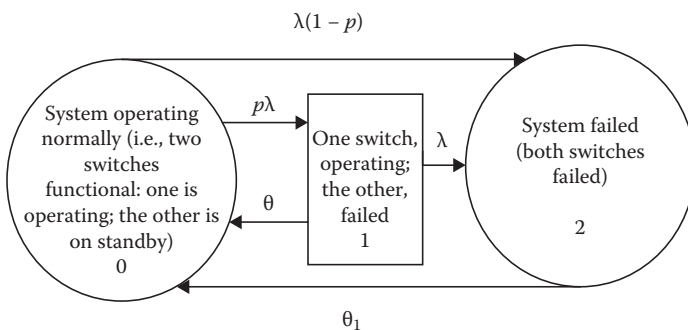 λ(1 – p)
System operating
normally (i.e., two
switches
functional: one is
operating; the other is
on standby)
0
pλ
θ
One switch,
operating;
the other,
failed
1
λ
System failed
(both switches
failed)
2
θ₁